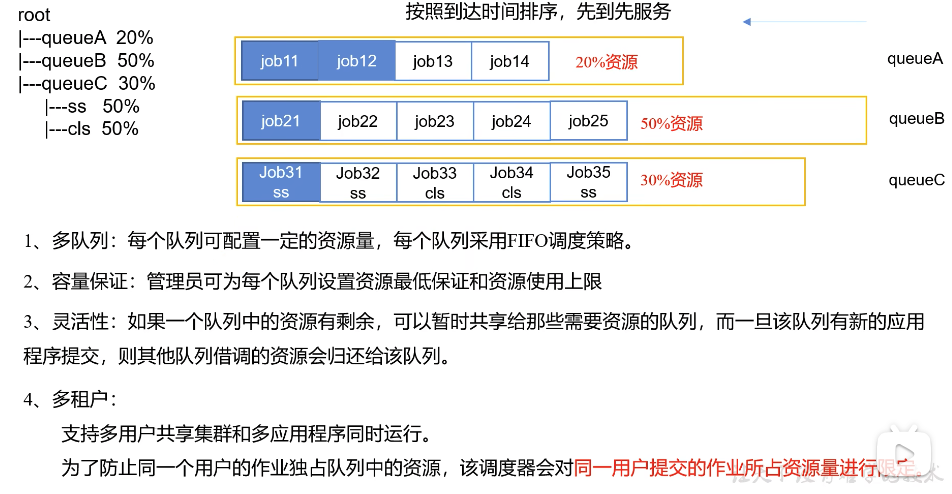 root
|---queueA 20%
|---queueB 50%
|---queueC 30%
|---ss 50%
|---cls 50%
按照到达时间排序，先到先服务
job11 job12 job13 job14 20%资源 queueA
job21 job22 job23 job24 job25 50%资源 queueB
Job31 Job32 Job33 Job34 Job35
ss ss cls cls ss
30%资源 queueC
1、多队列：每个队列可配置一定的资源量，每个队列采用FIFO调度策略。
2、容量保证：管理员可为每个队列设置资源最低保证和资源使用上限
3、灵活性：如果一个队列中的资源有剩余，可以暂时共享给那些需要资源的队列，而一旦该队列有新的应用
程序提交，则其他队列借调的资源会归还给该队列。
4、多租户：
支持多用户共享集群和多应用程序同时运行。
为了防止同一个用户的作业独占队列中的资源，该调度器会对同一用户提交的作业所占资源量进行限定。